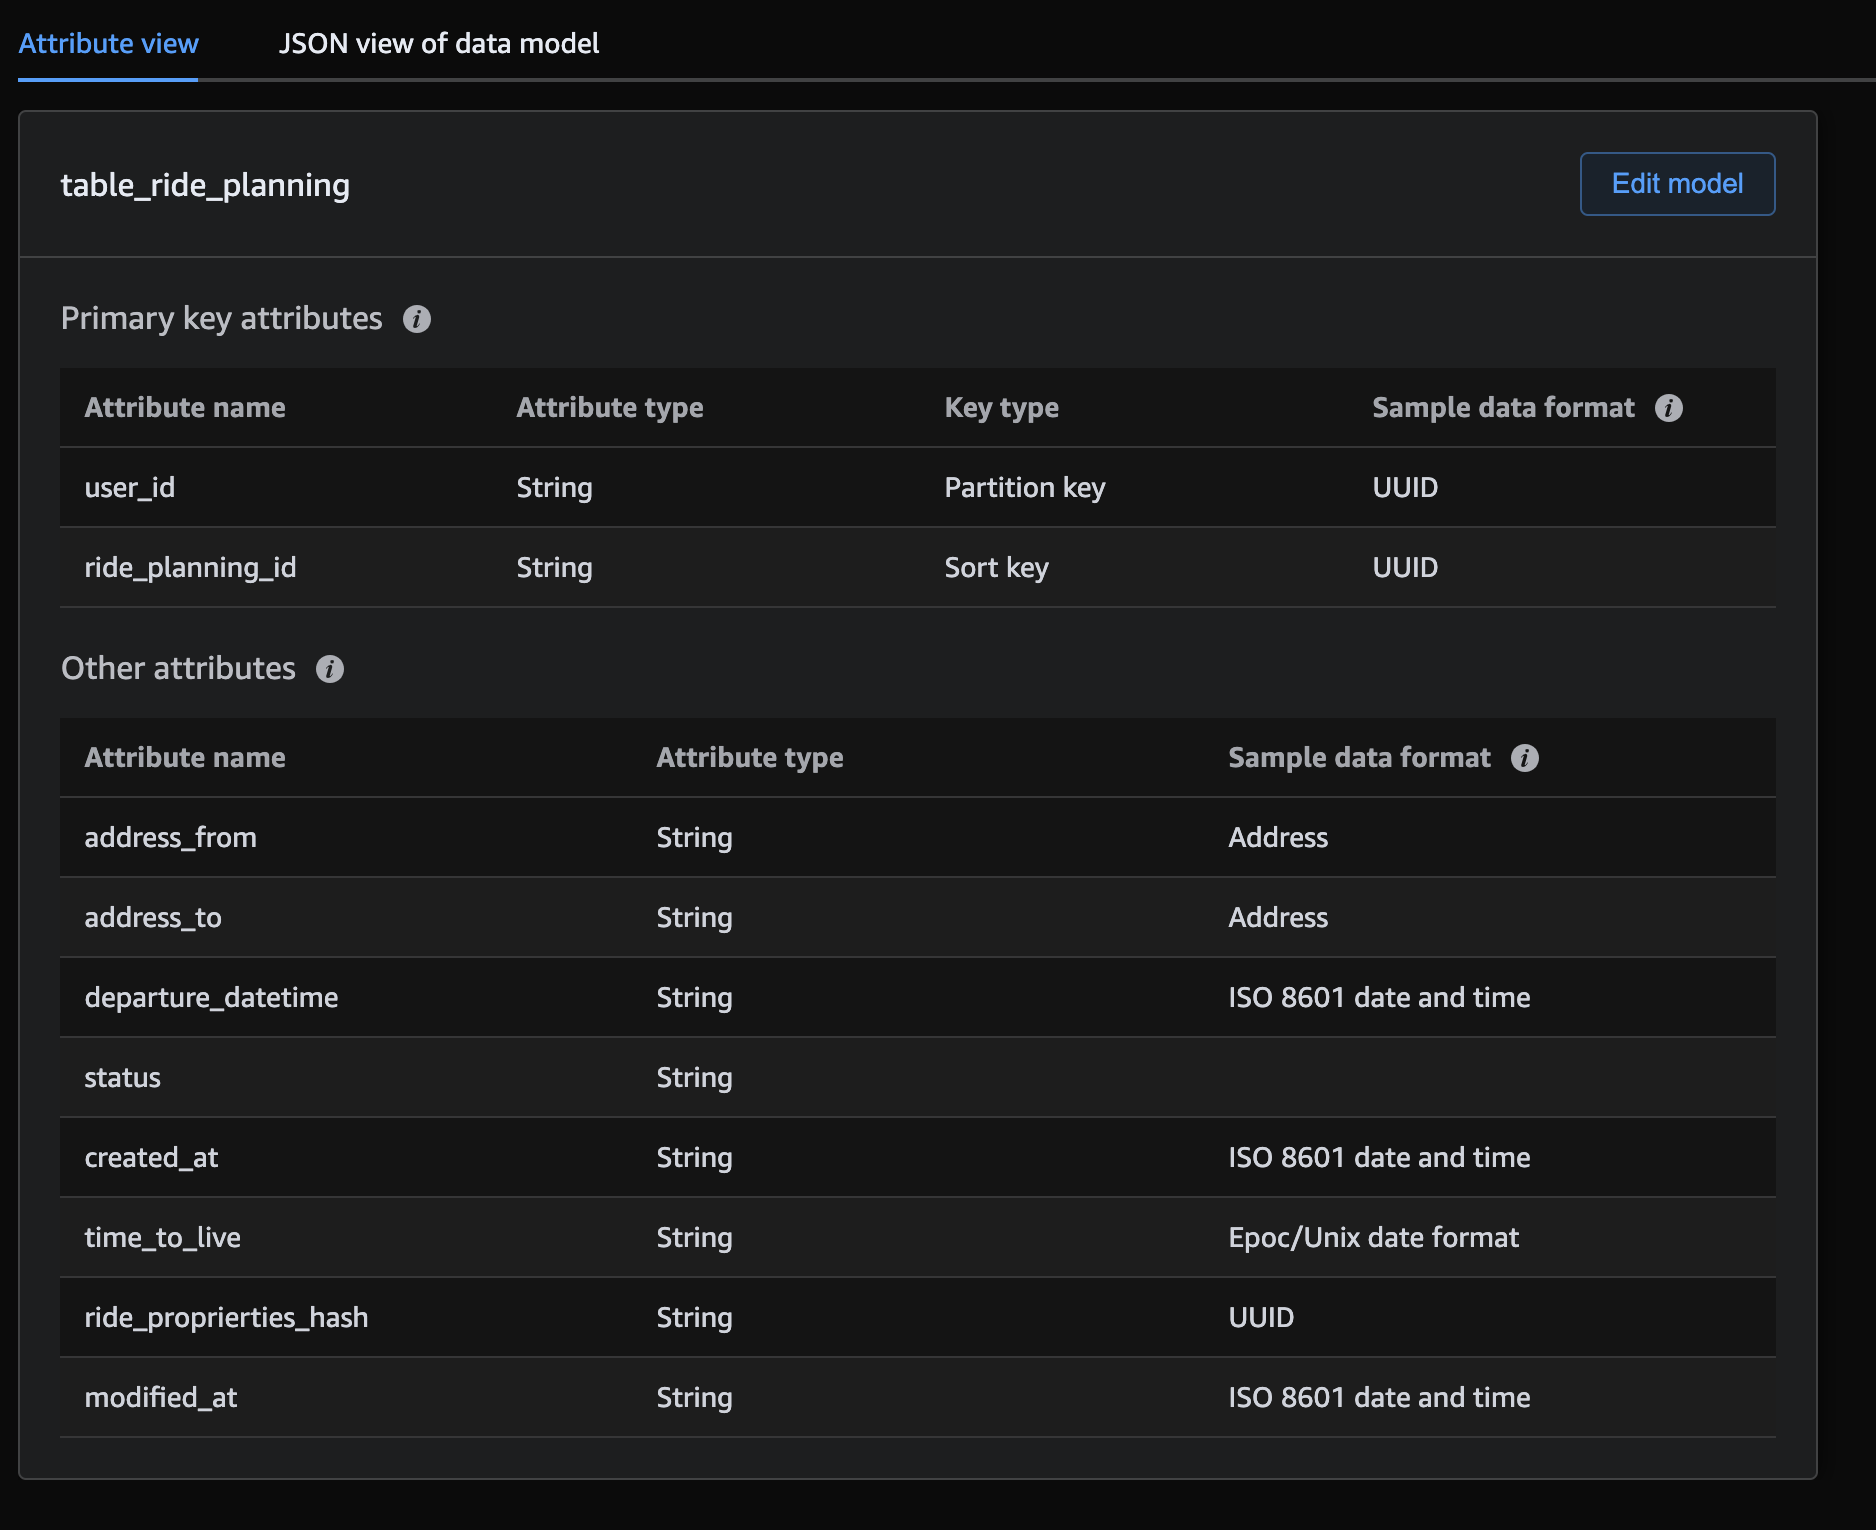 Attribute view JSON view of data model
table_ride_planning Edit model
Primary key attributes
Attribute name Attribute type Key type Sample data format
user_id String Partition key UUID
ride_planning_id String Sort key UUID
Other attributes
Attribute name Attribute type Sample data format
address_from String Address
address_to String Address
departure_datetime String ISO 8601 date and time
status String
created_at String ISO 8601 date and time
time_to_live String Epoc/Unix date format
ride_proprierties_hash String UUID
modified_at String ISO 8601 date and time